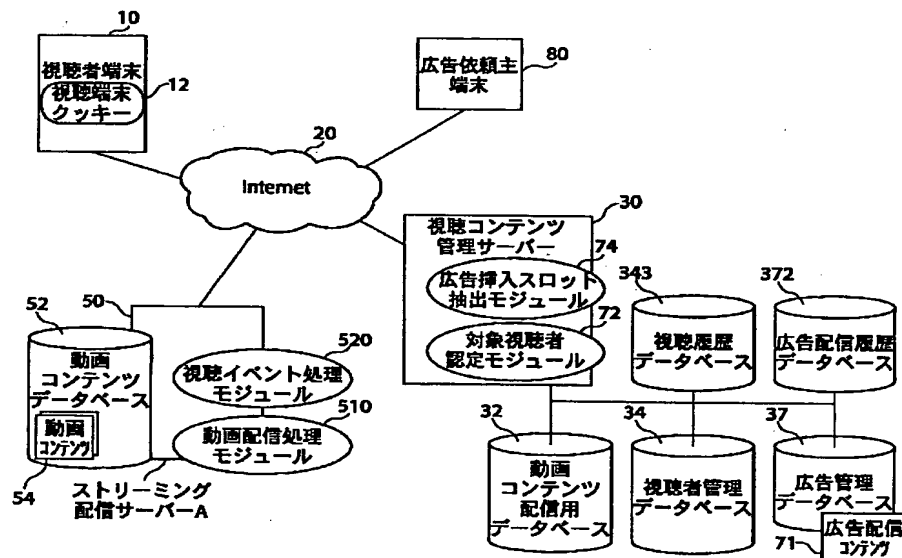 10
視聴者端末
12
視聴端末
クッキー
80
広告依頼主
端末
20
Internet
30
視聴コンテンツ
管理サーバー
74
広告挿入スロット
抽出モジュール
72
対象視聴者
認定モジュール
343
視聴履歴
データベース
372
広告配信履歴
データベース
50
52
動画
コンテンツ
データベース
動画
コンテンツ
54
520
視聴イベント処理
モジュール
510
動画配信処理
モジュール
ストリーミング
配信サーバーA
32
動画
コンテンツ
配信用
データベース
34
視聴者管理
データベース
37
広告管理
データベース
71
広告配信
コンテンツ